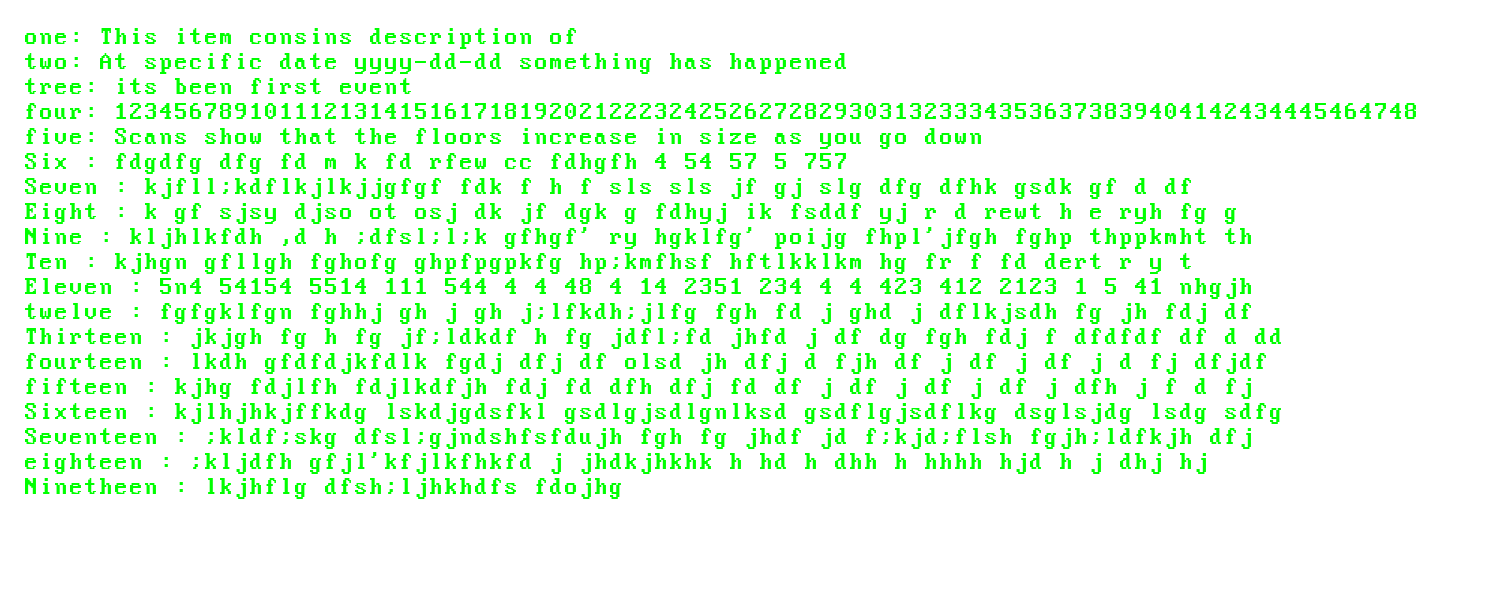 one: This item consins description of
two: At specific date yyyy-dd-dd something has happened
tree: its been first event
four: 123456789101112131415161718192021222324252627282930313233343536373839404142434445464748
five: Scans show that the floors increase in size as you go down
Six : fdgdfg dfg fd m k fd rfew cc fdhgfh 4 54 57 5 757
Seven : kjfll;kdflkjlkjjgfgf fdk f h f sls sls jf gj slg dfg dfhk gsdk gf d df
Eight : k gf sjsy djso ot osj dk jf dgk g fdhyj ik fsddf yj r d rewt h e ryh fg g
Nine : kljhlkfdh ,d h ;dfsl;l;k gfhgf' ry hgklfg' poijg fhpl'jfgh fghp thppkmht th
Ten : kjhgn gfllgh fghofg ghpfpgpkfg hp;kmfhsf hftlkklkm hg fr f fd dert r y t
Eleven : 5n4 54154 5514 111 544 4 4 48 4 14 2351 234 4 4 423 412 2123 1 5 41 nhgjh
twelve : fgfgklfgn fghhj gh j gh j;lfkdh;jlfg fgh fd j ghd j dflkjsdh fg jh fdj df
Thirteen : jkjgh fg h fg jf;ldkdf h fg jdfl;fd jhfd j df dg fgh fdj f dfdfdf df d dd
fourteen : lkdh gfdfdjkfdlk fgdj dfj df olsd jh dfj d fjh df j df j df j d fj dfjdf
fifteen : kjhg fdjlfh fdjlkdfjh fdj fd dfh dfj fd df j df j df j df j dfh j f d fj
Sixteen : kjlhjhkjffkdg lskdjgdsfkl gsdlgjsdlgnlksd gsdflgjsdflkg dsglsjdg lsdg sdfg
Seventeen : ;kldf;skg dfsl;gjndshfsfdujh fgh fg jhdf jd f;kjd;flsh fgjh;ldfkjh dfj
eighteen : ;kljdfh gfjl'kfjlkfhkfd j jhdkjhkhk h hd h dhh h hhhh hjd h j dhj hj
Ninetheen : lkjhflg dfsh;ljhkhdfs fdojhg